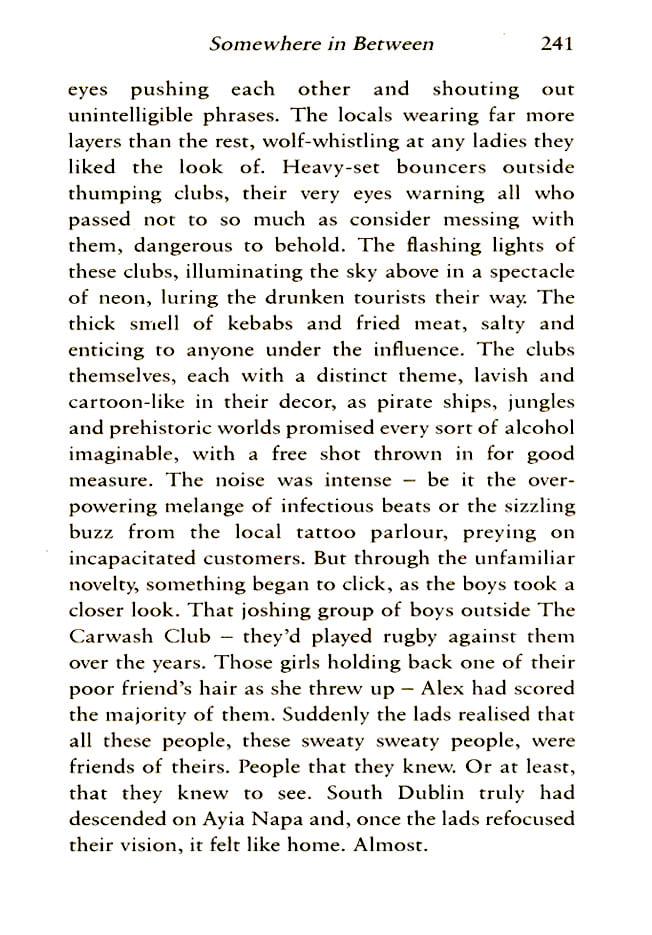 Somewhere in Between 241
eyes pushing each other and shouting out
unintelligible phrases. The locals wearing far more
layers than the rest, wolf-whistling at any ladies they
liked the look of. Heavy-set bouncers outside
thumping clubs, their very eyes warning all who
passed not to so much as consider messing with
them, dangerous to behold. The flashing lights of
these clubs, illuminating the sky above in a spectacle
of neon, luring the drunken tourists their way. The
thick smell of kebabs and fried meat, salty and
enticing to anyone under the influence. The clubs
themselves, each with a distinct theme, lavish and
cartoon-like in their decor, as pirate ships, jungles
and prehistoric worlds promised every sort of alcohol
imaginable, with a free shot thrown in for good
measure. The noise was intense – be it the over-
powering melange of infectious beats or the sizzling
buzz from the local tattoo parlour, preying on
incapacitated customers. But through the unfamiliar
novelty, something began to click, as the boys took a
closer look. That joshing group of boys outside The
Carwash Club – they'd played rugby against them
over the years. Those girls holding back one of their
poor friend's hair as she threw up – Alex had scored
the majority of them. Suddenly the lads realised that
all these people, these sweaty sweaty people, were
friends of theirs. People that they knew. Or at least,
that they knew to see. South Dublin truly had
descended on Ayia Napa and, once the lads refocused
their vision, it felt like home. Almost.